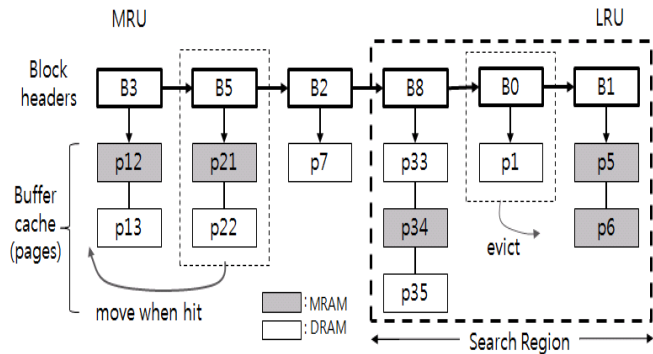 MRU
LRU
Block
headers
B3
B5
B2
B8
B0
B1
Buffer
cache
(pages)
p12
p21
p7
p33
p1
p5
p13
p22
p34
p6
p35
evict
move when hit
: MRAM
: DRAM
Search Region